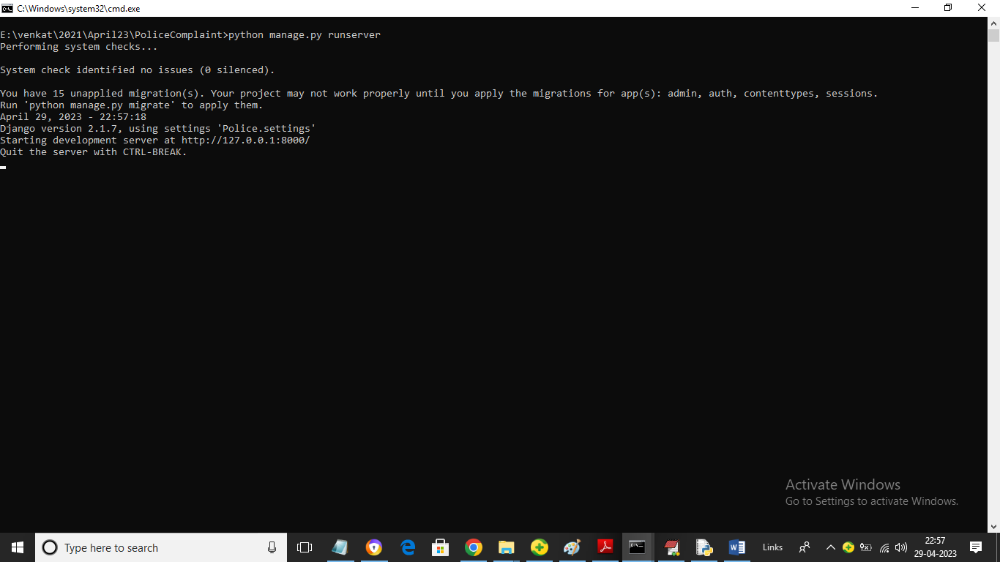 C:\Windows\system32\cmd.exe
E:\venkat\2021\April23\PoliceComplaint>python manage.py runserver
Performing system checks...
System check identified no issues (0 silenced).
You have 15 unapplied migration(s). Your project may not work properly until you apply the migrations for app(s): admin, auth, contenttypes, sessions.
Run 'python manage.py migrate' to apply them.
April 29, 2023 - 22:57:18
Django version 2.1.7, using settings 'Police.settings'
Starting development server at http://127.0.0.1:8000/
Quit the server with CTRL-BREAK.
Activate Windows
Go to Settings to activate Windows.
Type here to search
Links
22:57
29-04-2023